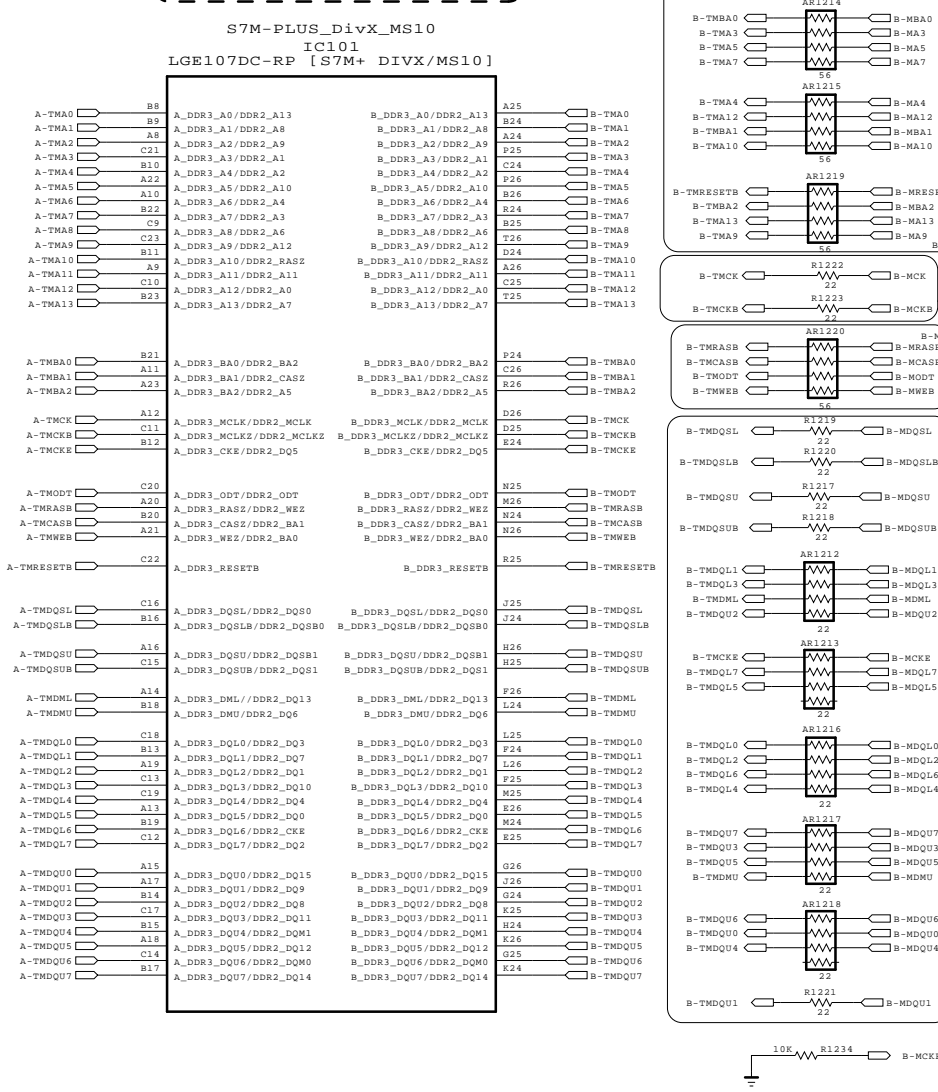 S7M-PLUS_DivX_MS10
IC101
LGE107DC-RP [S7M+ DIVX/MS10]
A-TMA0 B8 A_DDR3_A0/DDR2_A13 B_DDR3_A0/DDR2_A13 A25 B-TMA0
A-TMA1 B9 A_DDR3_A1/DDR2_A8 B_DDR3_A1/DDR2_A8 B24 B-TMA1
A-TMA2 A8 A_DDR3_A2/DDR2_A9 B_DDR3_A2/DDR2_A9 A24 B-TMA2
A-TMA3 C21 A_DDR3_A3/DDR2_A1 B_DDR3_A3/DDR2_A1 P25 B-TMA3
A-TMA4 B10 A_DDR3_A4/DDR2_A2 B_DDR3_A4/DDR2_A2 C24 B-TMA4
A-TMA5 A22 A_DDR3_A5/DDR2_A10 B_DDR3_A5/DDR2_A10 P26 B-TMA5
A-TMA6 A10 A_DDR3_A6/DDR2_A4 B_DDR3_A6/DDR2_A4 B26 B-TMA6
A-TMA7 B22 A_DDR3_A7/DDR2_A3 B_DDR3_A7/DDR2_A3 R24 B-TMA7
A-TMA8 C9 A_DDR3_A8/DDR2_A6 B_DDR3_A8/DDR2_A6 B25 B-TMA8
A-TMA9 C23 A_DDR3_A9/DDR2_A12 B_DDR3_A9/DDR2_A12 T26 B-TMA9
A-TMA10 B11 A_DDR3_A10/DDR2_RASZ B_DDR3_A10/DDR2_RASZ D24 B-TMA10
A-TMA11 A9 A_DDR3_A11/DDR2_A11 B_DDR3_A11/DDR2_A11 A26 B-TMA11
A-TMA12 C10 A_DDR3_A12/DDR2_A0 B_DDR3_A12/DDR2_A0 C25 B-TMA12
A-TMA13 B23 A_DDR3_A13/DDR2_A7 B_DDR3_A13/DDR2_A7 T25 B-TMA13
A-TMBA0 B21 A_DDR3_BA0/DDR2_BA2 B_DDR3_BA0/DDR2_BA2 P24 B-TMBA0
A-TMBA1 A11 A_DDR3_BA1/DDR2_CASZ B_DDR3_BA1/DDR2_CASZ C26 B-TMBA1
A-TMBA2 A23 A_DDR3_BA2/DDR2_A5 B_DDR3_BA2/DDR2_A5 R26 B-TMBA2
A-TMCK A12 A_DDR3_MCLK/DDR2_MCLK B_DDR3_MCLK/DDR2_MCLK D26 B-TMCK
A-TMCKB C11 A_DDR3_MCLKZ/DDR2_MCLKZ B_DDR3_MCLKZ/DDR2_MCLKZ D25 B-TMCKB
A-TMCKE B12 A_DDR3_CKE/DDR2_DQ5 B_DDR3_CKE/DDR2_DQ5 E24 B-TMCKE
A-TMODT C20 A_DDR3_ODT/DDR2_ODT B_DDR3_ODT/DDR2_ODT N25 B-TMODT
A-TMRASB A20 A_DDR3_RASZ/DDR2_WEZ B_DDR3_RASZ/DDR2_WEZ M26 B-TMRASB
A-TMCASB B20 A_DDR3_CASZ/DDR2_BA1 B_DDR3_CASZ/DDR2_BA1 N24 B-TMCASB
A-TMWEB A21 A_DDR3_WEZ/DDR2_BA0 B_DDR3_WEZ/DDR2_BA0 N26 B-TMWEB
A-TMRESETB C22 A_DDR3_RESETB B_DDR3_RESETB R25 B-TMRESETB
A-TMDQSL C16 A_DDR3_DQSL/DDR2_DQS0 B_DDR3_DQSL/DDR2_DQS0 J25 B-TMDQSL
A-TMDQSLB B16 A_DDR3_DQSLB/DDR2_DQSB0 B_DDR3_DQSLB/DDR2_DQSB0 J24 B-TMDQSLB
A-TMDQSU A16 A_DDR3_DQSU/DDR2_DQSB1 B_DDR3_DQSU/DDR2_DQSB1 H26 B-TMDQSU
A-TMDQSUB C15 A_DDR3_DQSUB/DDR2_DQS1 B_DDR3_DQSUB/DDR2_DQS1 H25 B-TMDQSUB
A-TMDML A14 A_DDR3_DML//DDR2_DQ13 B_DDR3_DML/DDR2_DQ13 F26 B-TMDML
A-TMDMU B18 A_DDR3_DMU/DDR2_DQ6 B_DDR3_DMU/DDR2_DQ6 L24 B-TMDMU
A-TMDQL0 C18 A_DDR3_DQL0/DDR2_DQ3 B_DDR3_DQL0/DDR2_DQ3 L25 B-TMDQL0
A-TMDQL1 B13 A_DDR3_DQL1/DDR2_DQ7 B_DDR3_DQL1/DDR2_DQ7 F24 B-TMDQL1
A-TMDQL2 A19 A_DDR3_DQL2/DDR2_DQ1 B_DDR3_DQL2/DDR2_DQ1 L26 B-TMDQL2
A-TMDQL3 C13 A_DDR3_DQL3/DDR2_DQ10 B_DDR3_DQL3/DDR2_DQ10 F25 B-TMDQL3
A-TMDQL4 C19 A_DDR3_DQL4/DDR2_DQ4 B_DDR3_DQL4/DDR2_DQ4 M25 B-TMDQL4
A-TMDQL5 A13 A_DDR3_DQL5/DDR2_DQ0 B_DDR3_DQL5/DDR2_DQ0 E26 B-TMDQL5
A-TMDQL6 B19 A_DDR3_DQL6/DDR2_CKE B_DDR3_DQL6/DDR2_CKE M24 B-TMDQL6
A-TMDQL7 C12 A_DDR3_DQL7/DDR2_DQ2 B_DDR3_DQL7/DDR2_DQ2 E25 B-TMDQL7
A-TMDQU0 A15 A_DDR3_DQU0/DDR2_DQ15 B_DDR3_DQU0/DDR2_DQ15 G26 B-TMDQU0
A-TMDQU1 A17 A_DDR3_DQU1/DDR2_DQ9 B_DDR3_DQU1/DDR2_DQ9 J26 B-TMDQU1
A-TMDQU2 B14 A_DDR3_DQU2/DDR2_DQ8 B_DDR3_DQU2/DDR2_DQ8 G24 B-TMDQU2
A-TMDQU3 C17 A_DDR3_DQU3/DDR2_DQ11 B_DDR3_DQU3/DDR2_DQ11 K25 B-TMDQU3
A-TMDQU4 B15 A_DDR3_DQU4/DDR2_DQM1 B_DDR3_DQU4/DDR2_DQM1 H24 B-TMDQU4
A-TMDQU5 A18 A_DDR3_DQU5/DDR2_DQ12 B_DDR3_DQU5/DDR2_DQ12 K26 B-TMDQU5
A-TMDQU6 C14 A_DDR3_DQU6/DDR2_DQM0 B_DDR3_DQU6/DDR2_DQM0 G25 B-TMDQU6
A-TMDQU7 B17 A_DDR3_DQU7/DDR2_DQ14 B_DDR3_DQU7/DDR2_DQ14 K24 B-TMDQU7
AR1214
B-TMBA0 B-MBA0
B-TMA3 B-MA3
B-TMA5 B-MA5
B-TMA7 B-MA7
56
AR1215
B-TMA4 B-MA4
B-TMA12 B-MA12
B-TMBA1 B-MBA1
B-TMA10 B-MA10
56
AR1219
B-TMRESETB B-MRESE
B-TMBA2 B-MBA2
B-TMA13 B-MA13
B-TMA9 B-MA9
56 B
R1222
B-TMCK B-MCK
22
R1223
B-TMCKB B-MCKB
22
AR1220
B-M
B-TMRASB B-MRASB
B-TMCASB B-MCASB
B-TMODT B-MODT
B-TMWEB B-MWEB
56
R1219
B-TMDQSL B-MDQSL
22
R1220
B-TMDQSLB B-MDQSLB
22
R1217
B-TMDQSU B-MDQSU
22
R1218
B-TMDQSUB B-MDQSUB
22
AR1212
B-TMDQL1 B-MDQL1
B-TMDQL3 B-MDQL3
B-TMDML B-MDML
B-TMDQU2 B-MDQU2
22
AR1213
B-TMCKE B-MCKE
B-TMDQL7 B-MDQL7
B-TMDQL5 B-MDQL5
22
AR1216
B-TMDQL0 B-MDQL0
B-TMDQL2 B-MDQL2
B-TMDQL6 B-MDQL6
B-TMDQL4 B-MDQL4
22
AR1217
B-TMDQU7 B-MDQU7
B-TMDQU3 B-MDQU3
B-TMDQU5 B-MDQU5
B-TMDMU B-MDMU
22
AR1218
B-TMDQU6 B-MDQU6
B-TMDQU0 B-MDQU0
B-TMDQU4 B-MDQU4
22
R1221
B-TMDQU1 B-MDQU1
22
10K R1234 B-MCKE